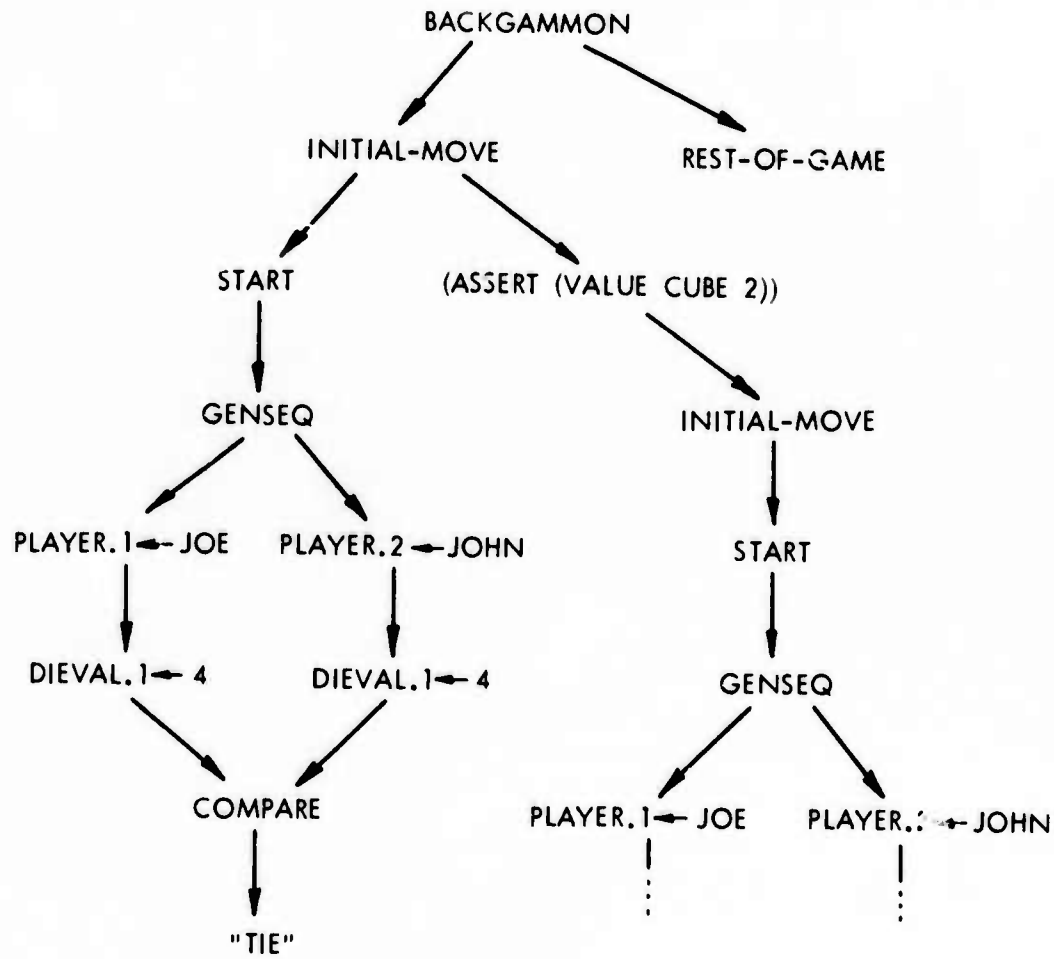 BACKGAMMON
INITIAL-MOVE
REST-OF-GAME
START
(ASSERT (VALUE CUBE 2))
GENSEQ
INITIAL-MOVE
PLAYER.1←JOE
PLAYER.2←JOHN
START
DIEVAL.1←4
DIEVAL.1←4
GENSEQ
COMPARE
PLAYER.1←JOE
←JOHN
"TIE"